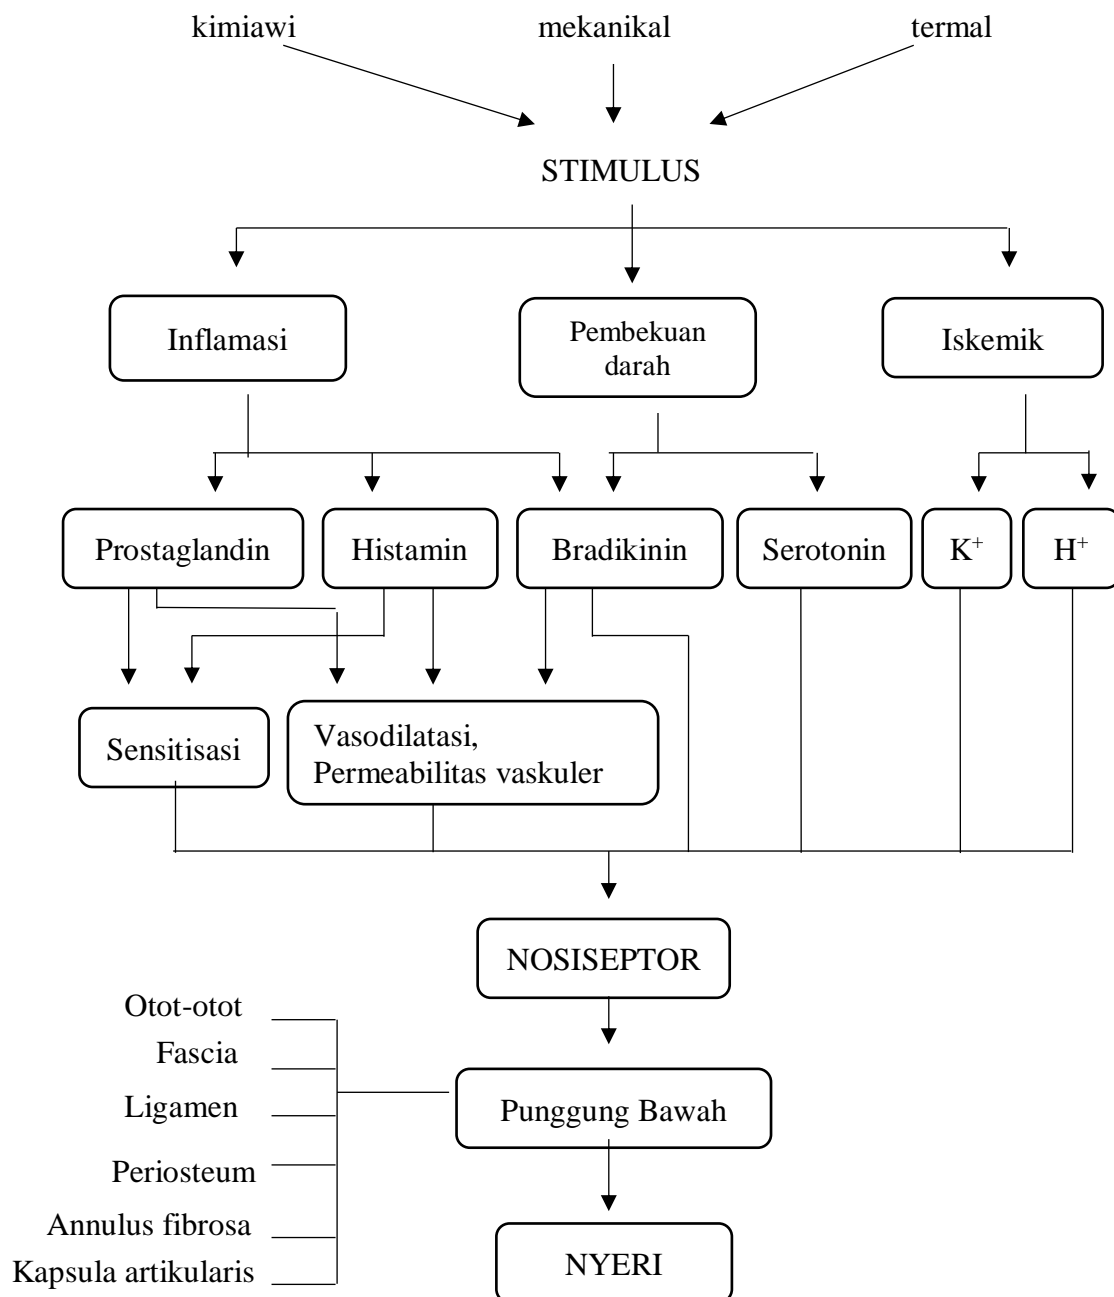 kimiawi
mekanikal
termal
STIMULUS
Inflamasi
Pembekuan
darah
Iskemik
Prostaglandin
Histamin
Bradikinin
Serotonin
K⁺
H⁺
Sensitisasi
Vasodilatasi,
Permeabilitas vaskuler
NOSISEPTOR
Otot-otot
Fascia
Ligamen
Periosteum
Annulus fibrosa
Kapsula artikularis
Punggung Bawah
NYERI